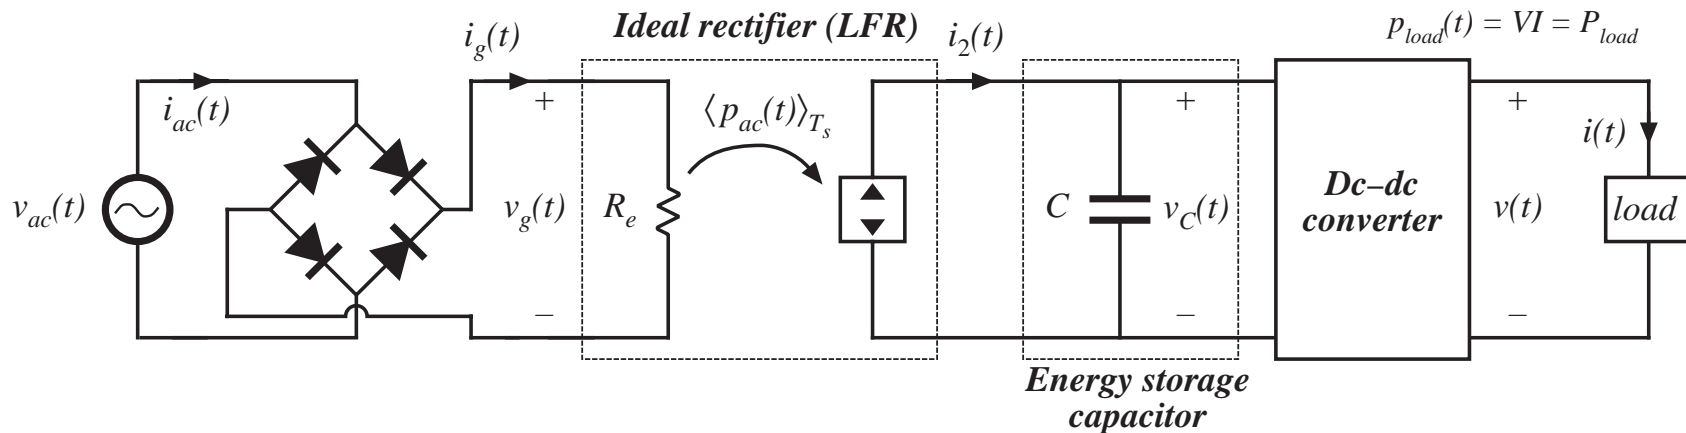 Ideal rectifier (LFR)
p_load(t) = VI = P_load
i_g(t)
i_2(t)
i_ac(t)
+
⟨p_ac(t)⟩_T_s
+
+
i(t)
v_ac(t)
v_g(t)
R_e
C
v_C(t)
Dc–dc
converter
v(t)
load
–
–
–
Energy storage
capacitor